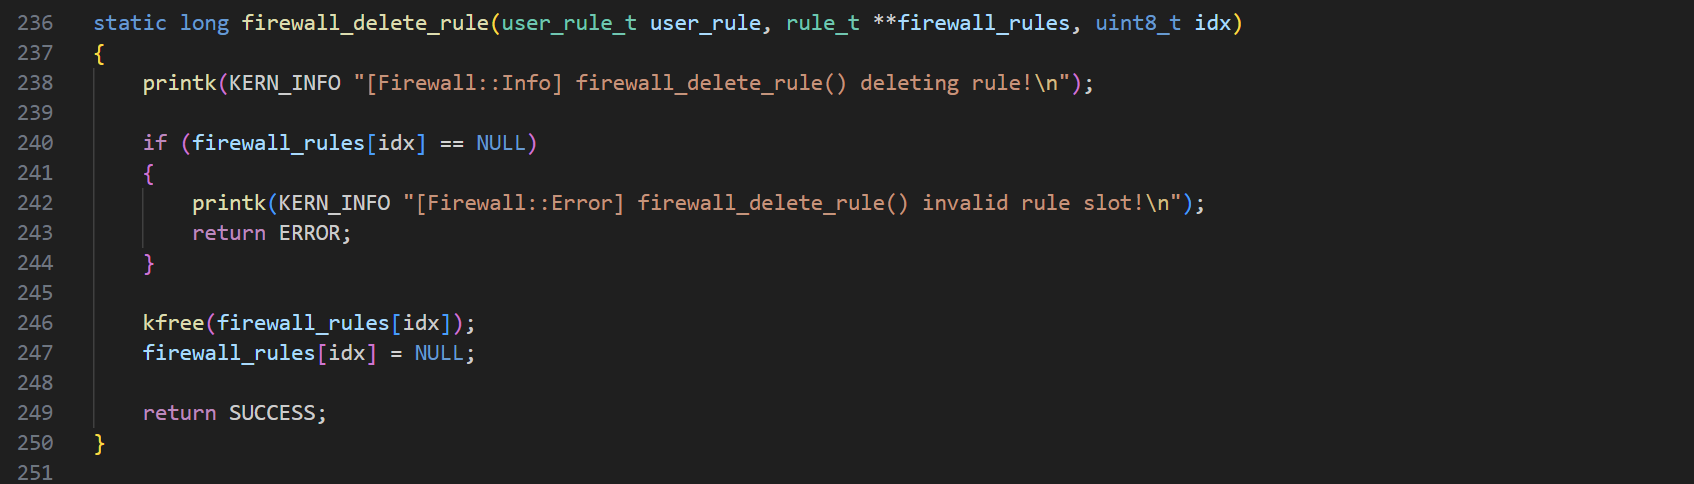 236 static long firewall_delete_rule(user_rule_t user_rule, rule_t **firewall_rules, uint8_t idx)
237 {
238     printk(KERN_INFO "[Firewall::Info] firewall_delete_rule() deleting rule!\n");
239
240     if (firewall_rules[idx] == NULL)
241     {
242         printk(KERN_INFO "[Firewall::Error] firewall_delete_rule() invalid rule slot!\n");
243         return ERROR;
244     }
245
246     kfree(firewall_rules[idx]);
247     firewall_rules[idx] = NULL;
248
249     return SUCCESS;
250 }
251